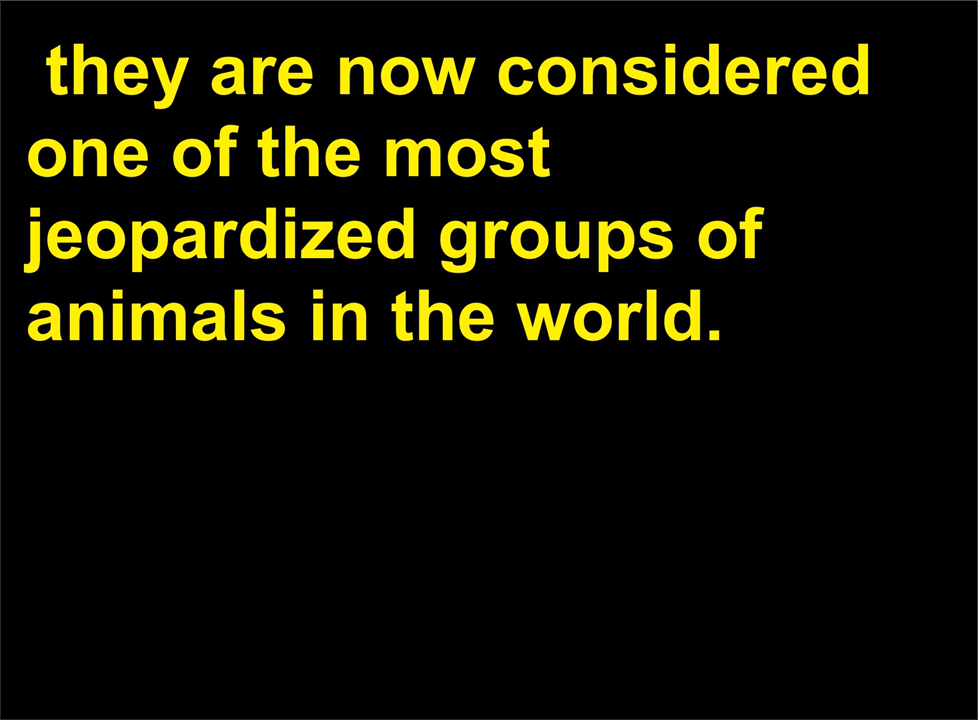 they are now considered
one of the most
jeopardized groups of
animals in the world.